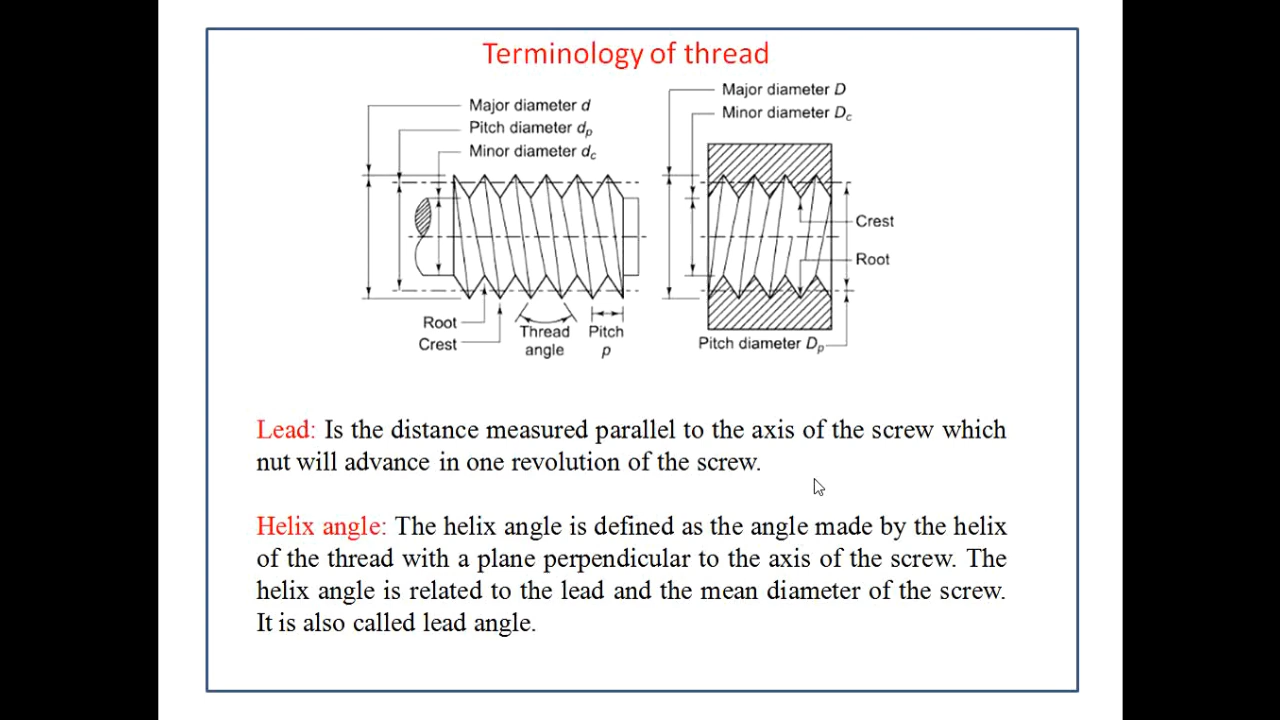 Terminology of thread
Major diameter d
Pitch diameter dp
Minor diameter dc
Root
Crest
Thread angle
Pitch p
Major diameter D
Minor diameter Dc
Crest
Root
Pitch diameter Dp
Lead: Is the distance measured parallel to the axis of the screw which
nut will advance in one revolution of the screw.
Helix angle: The helix angle is defined as the angle made by the helix
of the thread with a plane perpendicular to the axis of the screw. The
helix angle is related to the lead and the mean diameter of the screw.
It is also called lead angle.